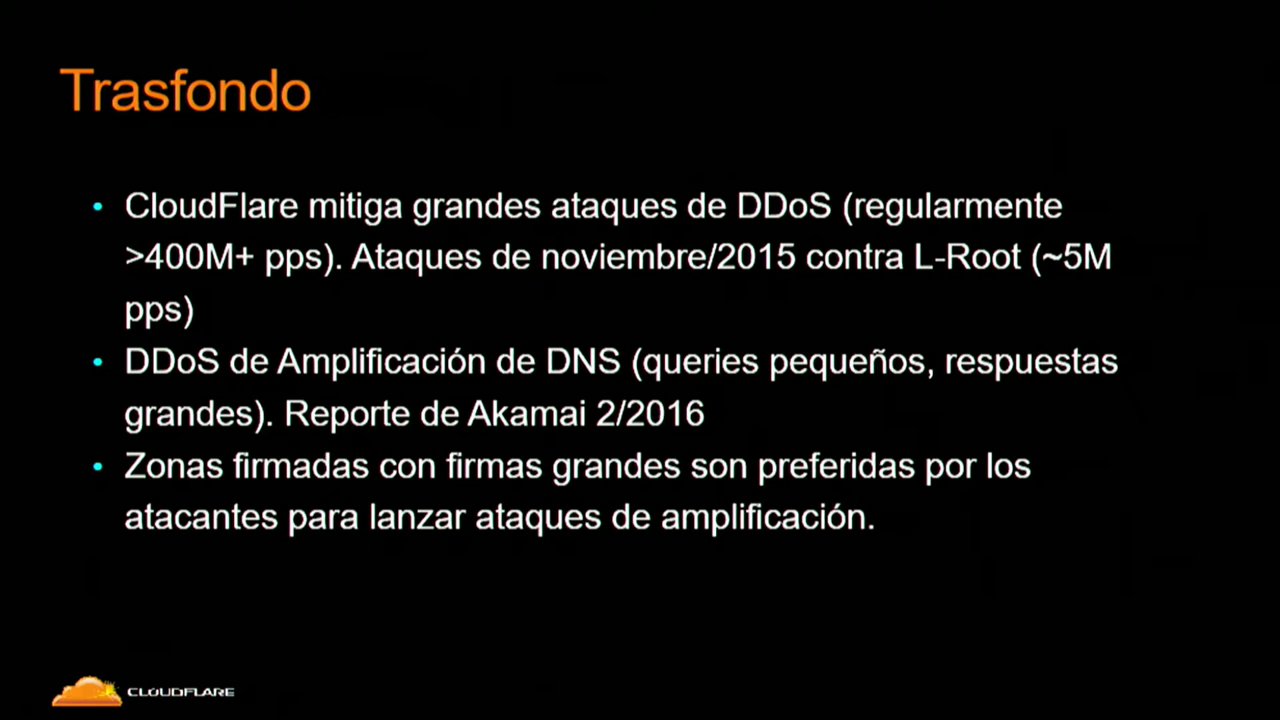 Trasfondo
• CloudFlare mitiga grandes ataques de DDoS (regularmente
>400M+ pps). Ataques de noviembre/2015 contra L-Root (~5M
pps)
• DDoS de Amplificación de DNS (queries pequeños, respuestas
grandes). Reporte de Akamai 2/2016
• Zonas firmadas con firmas grandes son preferidas por los
atacantes para lanzar ataques de amplificación.
CLOUDFLARE